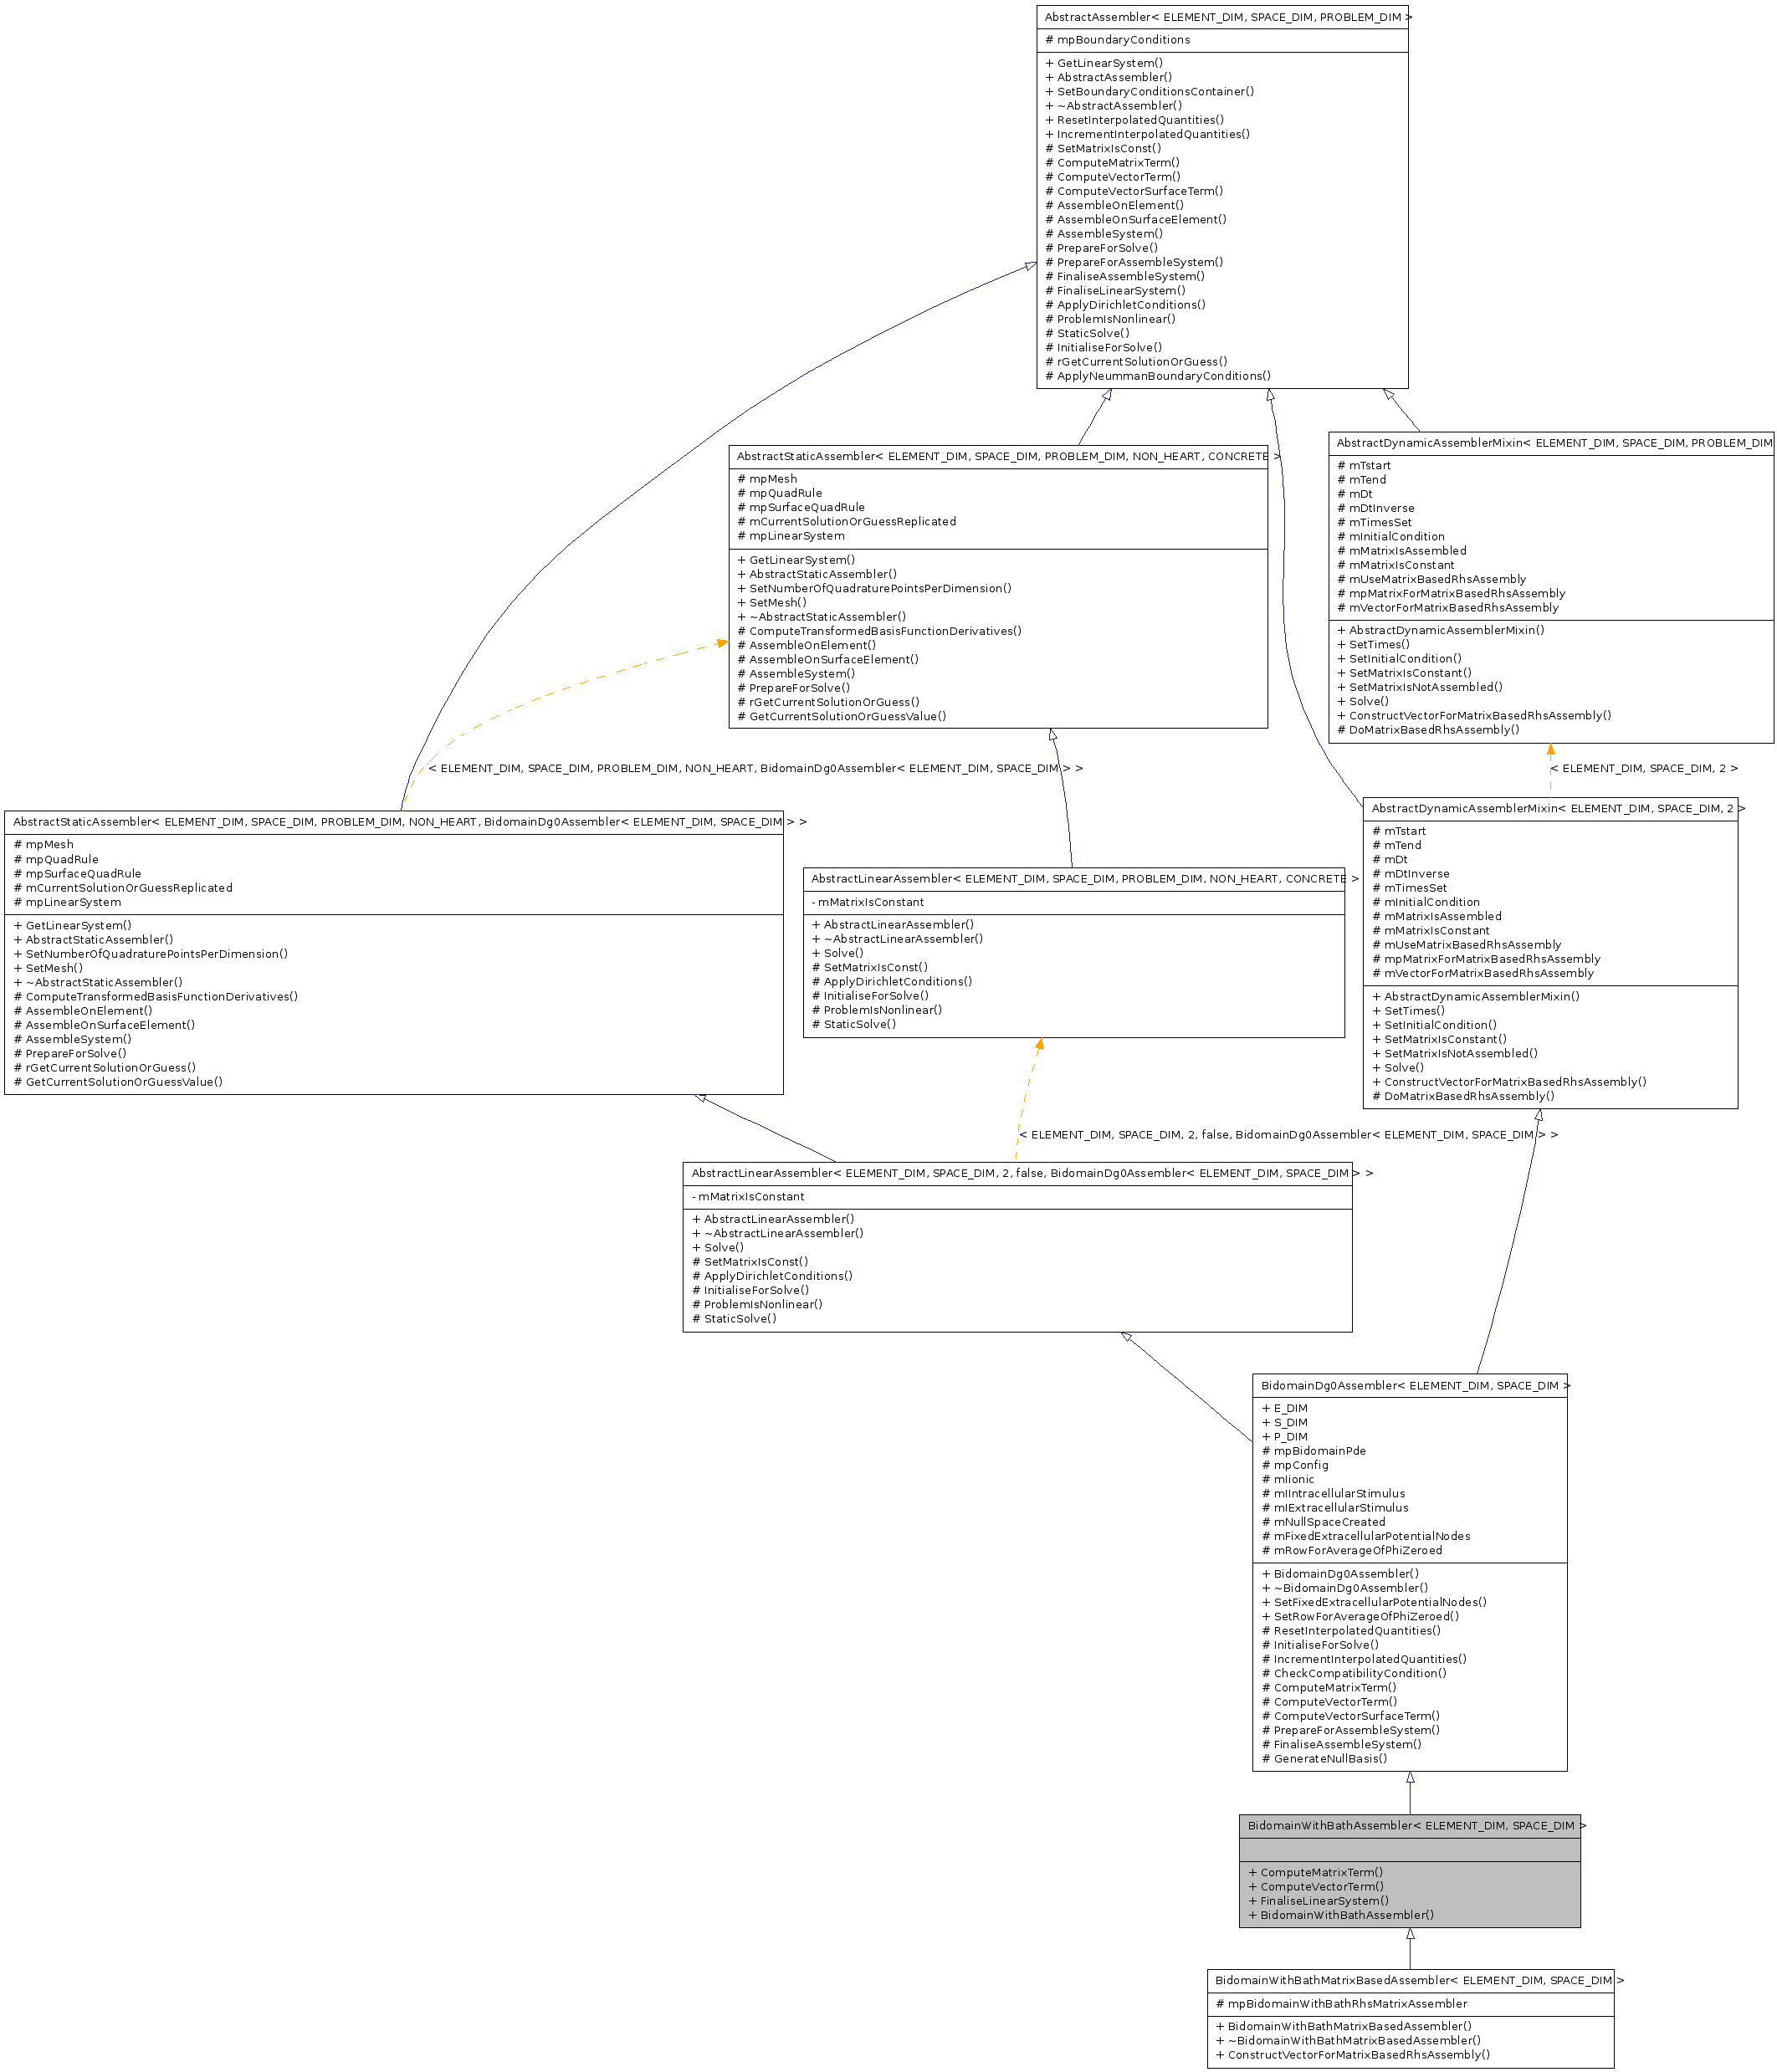 AbstractAssembler< ELEMENT_DIM, SPACE_DIM, PROBLEM_DIM >
# mpBoundaryConditions
+ GetLinearSystem()
+ AbstractAssembler()
+ SetBoundaryConditionsContainer()
+ ~AbstractAssembler()
+ ResetInterpolatedQuantities()
+ IncrementInterpolatedQuantities()
# SetMatrixIsConst()
# ComputeMatrixTerm()
# ComputeVectorTerm()
# ComputeVectorSurfaceTerm()
# AssembleOnElement()
# AssembleOnSurfaceElement()
# AssembleSystem()
# PrepareForSolve()
# PrepareForAssembleSystem()
# FinaliseAssembleSystem()
# FinaliseLinearSystem()
# ApplyDirichletConditions()
# ProblemIsNonlinear()
# StaticSolve()
# InitialiseForSolve()
# rGetCurrentSolutionOrGuess()
# ApplyNeummanBoundaryConditions()
AbstractStaticAssembler< ELEMENT_DIM, SPACE_DIM, PROBLEM_DIM, NON_HEART, CONCRETE >
# mpMesh
# mpQuadRule
# mpSurfaceQuadRule
# mCurrentSolutionOrGuessReplicated
# mpLinearSystem
+ GetLinearSystem()
+ AbstractStaticAssembler()
+ SetNumberOfQuadraturePointsPerDimension()
+ SetMesh()
+ ~AbstractStaticAssembler()
# ComputeTransformedBasisFunctionDerivatives()
# AssembleOnElement()
# AssembleOnSurfaceElement()
# AssembleSystem()
# PrepareForSolve()
# rGetCurrentSolutionOrGuess()
# GetCurrentSolutionOrGuessValue()
AbstractDynamicAssemblerMixin< ELEMENT_DIM, SPACE_DIM, PROBLEM_DIM
# mTstart
# mTend
# mDt
# mDtInverse
# mTimesSet
# mInitialCondition
# mMatrixIsAssembled
# mMatrixIsConstant
# mUseMatrixBasedRhsAssembly
# mpMatrixForMatrixBasedRhsAssembly
# mVectorForMatrixBasedRhsAssembly
+ AbstractDynamicAssemblerMixin()
+ SetTimes()
+ SetInitialCondition()
+ SetMatrixIsConstant()
+ SetMatrixIsNotAssembled()
+ Solve()
+ ConstructVectorForMatrixBasedRhsAssembly()
# DoMatrixBasedRhsAssembly()
< ELEMENT_DIM, SPACE_DIM, PROBLEM_DIM, NON_HEART, BidomainDg0Assembler< ELEMENT_DIM, SPACE_DIM > >
< ELEMENT_DIM, SPACE_DIM, 2 >
AbstractStaticAssembler< ELEMENT_DIM, SPACE_DIM, PROBLEM_DIM, NON_HEART, BidomainDg0Assembler< ELEMENT_DIM, SPACE_DIM > >
# mpMesh
# mpQuadRule
# mpSurfaceQuadRule
# mCurrentSolutionOrGuessReplicated
# mpLinearSystem
+ GetLinearSystem()
+ AbstractStaticAssembler()
+ SetNumberOfQuadraturePointsPerDimension()
+ SetMesh()
+ ~AbstractStaticAssembler()
# ComputeTransformedBasisFunctionDerivatives()
# AssembleOnElement()
# AssembleOnSurfaceElement()
# AssembleSystem()
# PrepareForSolve()
# rGetCurrentSolutionOrGuess()
# GetCurrentSolutionOrGuessValue()
AbstractLinearAssembler< ELEMENT_DIM, SPACE_DIM, PROBLEM_DIM, NON_HEART, CONCRETE >
- mMatrixIsConstant
+ AbstractLinearAssembler()
+ ~AbstractLinearAssembler()
+ Solve()
# SetMatrixIsConst()
# ApplyDirichletConditions()
# InitialiseForSolve()
# ProblemIsNonlinear()
# StaticSolve()
AbstractDynamicAssemblerMixin< ELEMENT_DIM, SPACE_DIM, 2 >
# mTstart
# mTend
# mDt
# mDtInverse
# mTimesSet
# mInitialCondition
# mMatrixIsAssembled
# mMatrixIsConstant
# mUseMatrixBasedRhsAssembly
# mpMatrixForMatrixBasedRhsAssembly
# mVectorForMatrixBasedRhsAssembly
+ AbstractDynamicAssemblerMixin()
+ SetTimes()
+ SetInitialCondition()
+ SetMatrixIsConstant()
+ SetMatrixIsNotAssembled()
+ Solve()
+ ConstructVectorForMatrixBasedRhsAssembly()
# DoMatrixBasedRhsAssembly()
< ELEMENT_DIM, SPACE_DIM, 2, false, BidomainDg0Assembler< ELEMENT_DIM, SPACE_DIM > >
AbstractLinearAssembler< ELEMENT_DIM, SPACE_DIM, 2, false, BidomainDg0Assembler< ELEMENT_DIM, SPACE_DIM > >
- mMatrixIsConstant
+ AbstractLinearAssembler()
+ ~AbstractLinearAssembler()
+ Solve()
# SetMatrixIsConst()
# ApplyDirichletConditions()
# InitialiseForSolve()
# ProblemIsNonlinear()
# StaticSolve()
BidomainDg0Assembler< ELEMENT_DIM, SPACE_DIM >
+ E_DIM
+ S_DIM
+ P_DIM
# mpBidomainPde
# mpConfig
# mIionic
# mIIntracellularStimulus
# mIExtracellularStimulus
# mNullSpaceCreated
# mFixedExtracellularPotentialNodes
# mRowForAverageOfPhiZeroed
+ BidomainDg0Assembler()
+ ~BidomainDg0Assembler()
+ SetFixedExtracellularPotentialNodes()
+ SetRowForAverageOfPhiZeroed()
# ResetInterpolatedQuantities()
# InitialiseForSolve()
# IncrementInterpolatedQuantities()
# CheckCompatibilityCondition()
# ComputeMatrixTerm()
# ComputeVectorTerm()
# ComputeVectorSurfaceTerm()
# PrepareForAssembleSystem()
# FinaliseAssembleSystem()
# GenerateNullBasis()
BidomainWithBathAssembler< ELEMENT_DIM, SPACE_DIM >
+ ComputeMatrixTerm()
+ ComputeVectorTerm()
+ FinaliseLinearSystem()
+ BidomainWithBathAssembler()
BidomainWithBathMatrixBasedAssembler< ELEMENT_DIM, SPACE_DIM >
# mpBidomainWithBathRhsMatrixAssembler
+ BidomainWithBathMatrixBasedAssembler()
+ ~BidomainWithBathMatrixBasedAssembler()
+ ConstructVectorForMatrixBasedRhsAssembly()